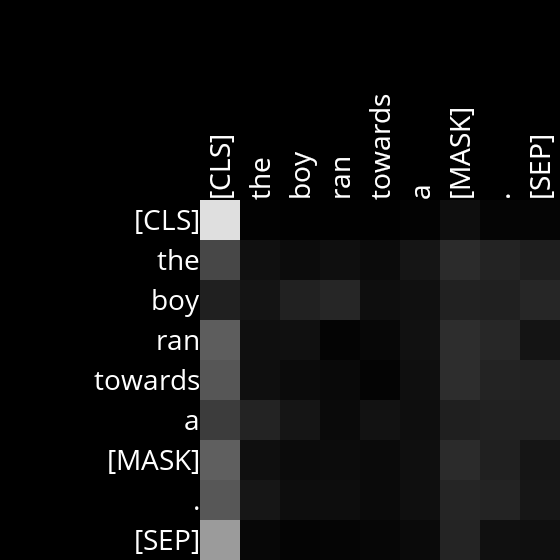 [CLS] the boy ran towards a [MASK] . [SEP]
[CLS]
the
boy
ran
towards
a
[MASK]
.
[SEP]